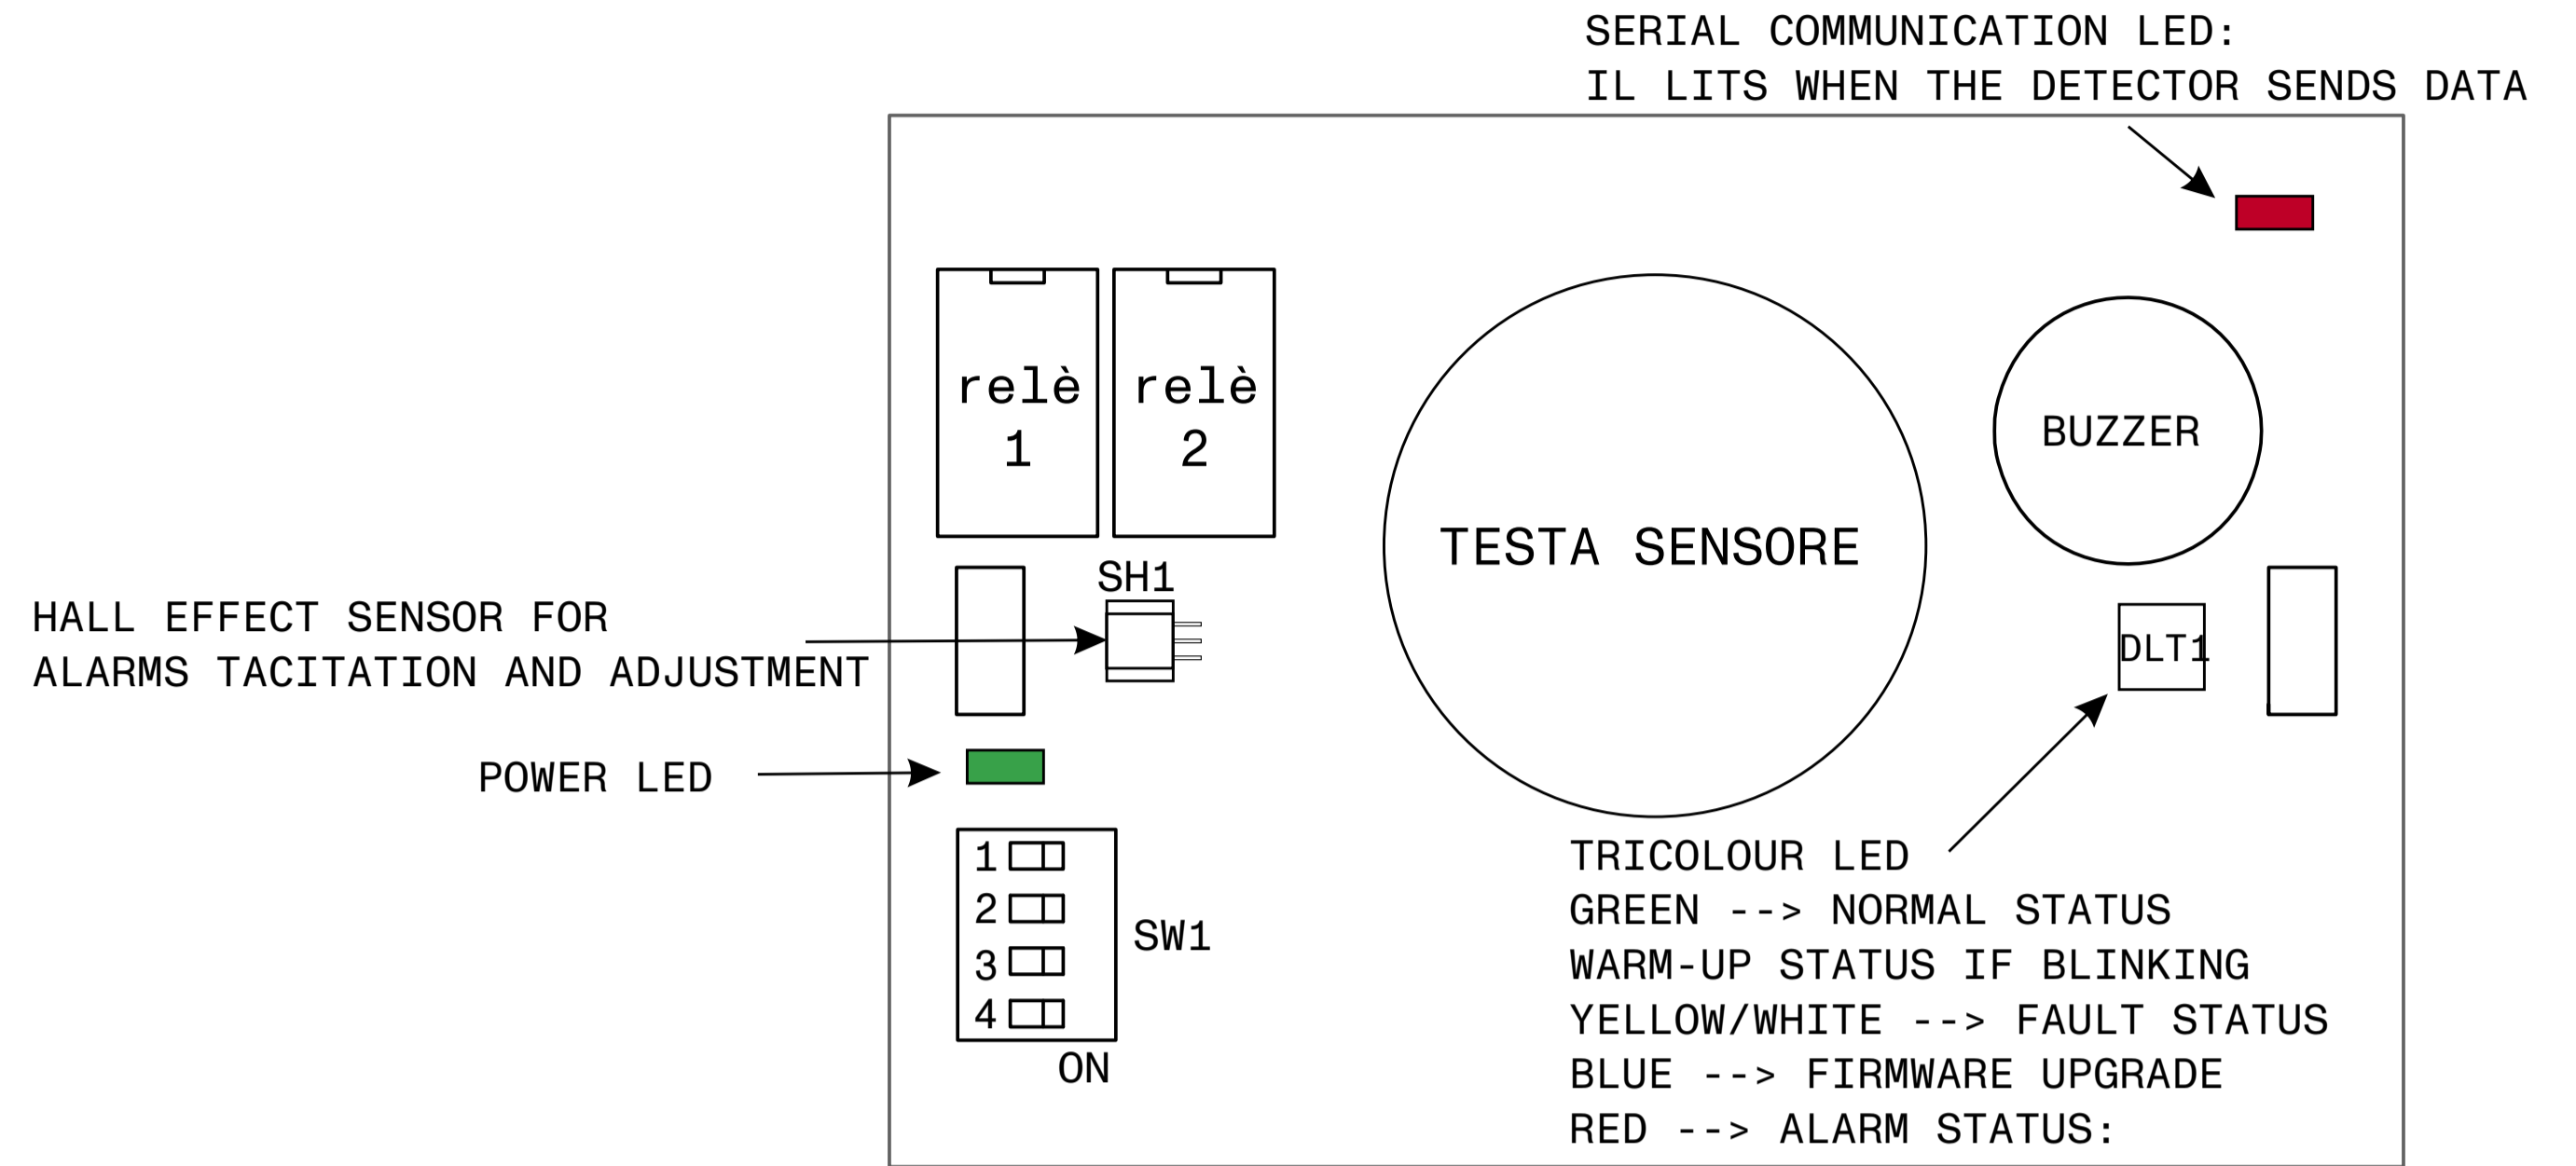 SERIAL COMMUNICATION LED:
IL LITS WHEN THE DETECTOR SENDS DATA
relè
1
relè
2
BUZZER
TESTA SENSORE
SH1
HALL EFFECT SENSOR FOR
ALARMS TACITATION AND ADJUSTMENT
DLT1
POWER LED
1
2
3
4
SW1
ON
TRICOLOUR LED
GREEN --> NORMAL STATUS
WARM-UP STATUS IF BLINKING
YELLOW/WHITE --> FAULT STATUS
BLUE --> FIRMWARE UPGRADE
RED --> ALARM STATUS: